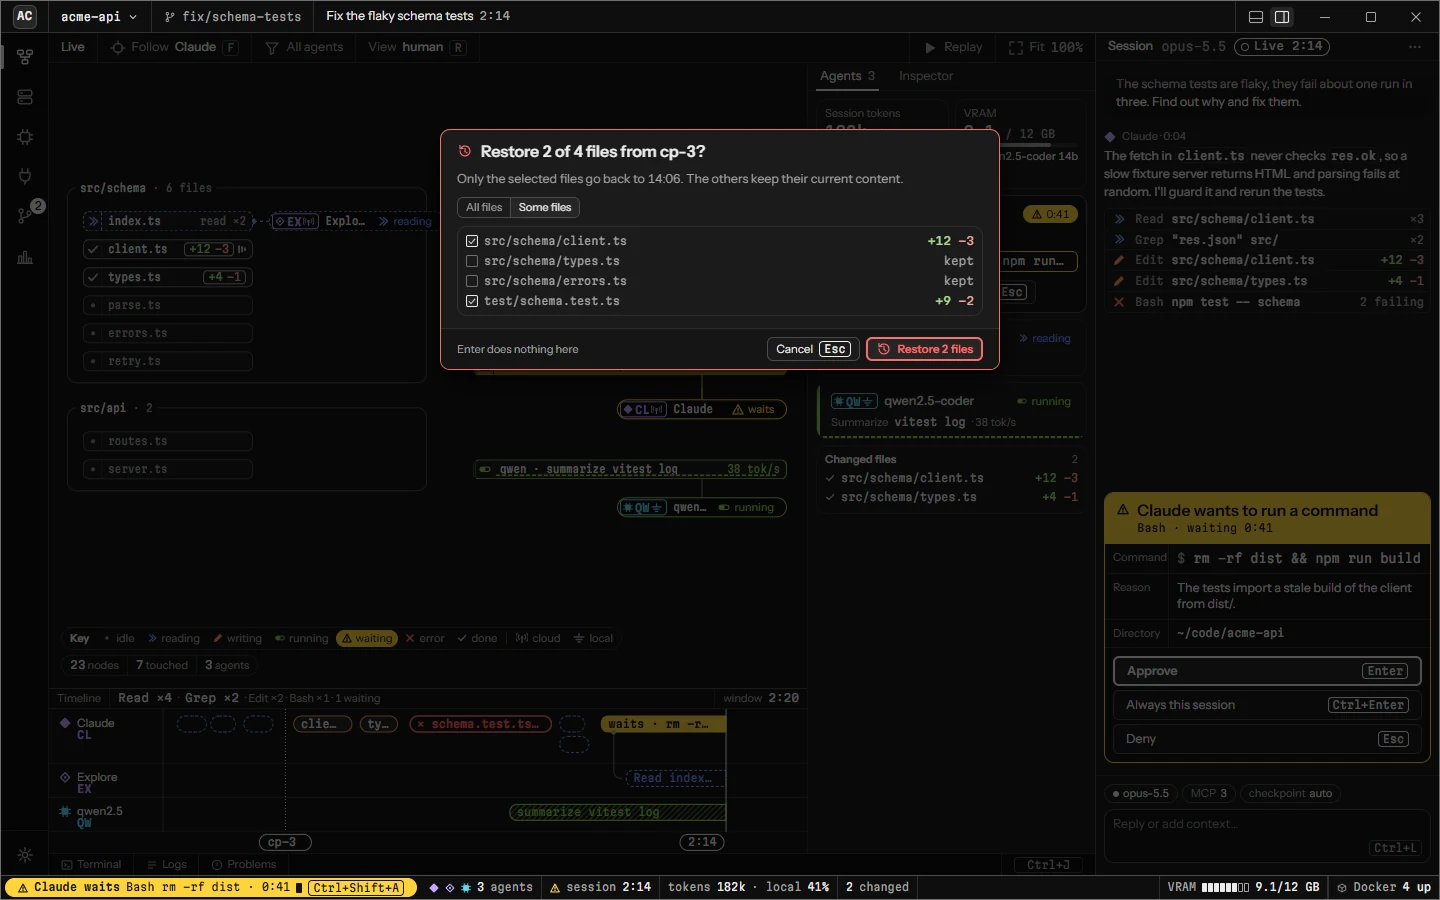 AC acme-api fix/schema-tests Fix the flaky schema tests 2:14
Live Follow Claude F All agents View human R Replay Fit 100%
Session opus-5.5 Live 2:14 ...
Agents 3 Inspector
Session tokens VRAM
/ 12 GB
n2.5-coder 14b
0:41
npm run…
Esc
reading
Restore 2 of 4 files from cp-3?
Only the selected files go back to 14:06. The others keep their current content.
All files Some files
src/schema/client.ts +12 −3
src/schema/types.ts kept
src/schema/errors.ts kept
test/schema.test.ts +9 −2
Enter does nothing here Cancel Esc Restore 2 files
src/schema · 6 files
index.ts read ×2 EX Explo… reading
client.ts +12 −3
types.ts +4 −1
parse.ts
errors.ts
retry.ts
src/api · 2
routes.ts
server.ts
CL Claude waits
qwen · summarize vitest log 38 tok/s
QW qwen… running
QW qwen2.5-coder running
Summarize vitest log · 38 tok/s
Changed files 2
src/schema/client.ts +12 −3
src/schema/types.ts +4 −1
The schema tests are flaky, they fail about one run in
three. Find out why and fix them.
Claude · 0:04
The fetch in client.ts never checks res.ok, so a
slow fixture server returns HTML and parsing fails at
random. I'll guard it and rerun the tests.
Read src/schema/client.ts ×3
Grep "res.json" src/ ×2
Edit src/schema/client.ts +12 −3
Edit src/schema/types.ts +4 −1
Bash npm test –– schema 2 failing
Claude wants to run a command
Bash · waiting 0:41
Command $ rm -rf dist && npm run build
Reason The tests import a stale build of the client
from dist/.
Directory ~/code/acme-api
Approve Enter
Always this session Ctrl+Enter
Deny Esc
opus-5.5 MCP 3 checkpoint auto
Reply or add context…
Ctrl+L
Key idle reading writing running waiting error done cloud local
23 nodes 7 touched 3 agents
Timeline Read ×4 · Grep ×2 · Edit ×2 · Bash ×1 · 1 waiting window 2:20
Claude clie… ty… × schema.test.ts… waits · rm -r…
CL
Explore Read index…
EX
qwen2.5 summarize vitest log
QW
cp-3 2:14
Terminal Logs Problems Ctrl+J
2
Claude waits Bash rm -rf dist · 0:41 Ctrl+Shift+A 3 agents session 2:14 tokens 182k · local 41% 2 changed VRAM 9.1/12 GB Docker 4 up